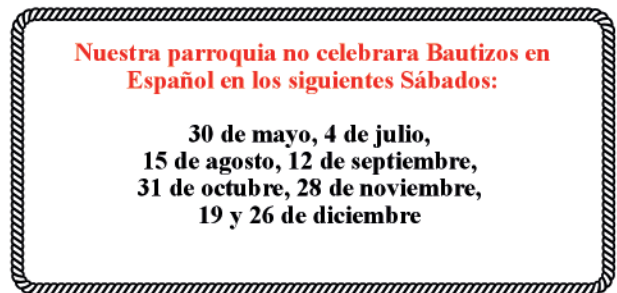 Nuestra parroquia no celebrara Bautizos en
Español en los siguientes Sábados:
30 de mayo, 4 de julio,
15 de agosto, 12 de septiembre,
31 de octubre, 28 de noviembre,
19 y 26 de diciembre